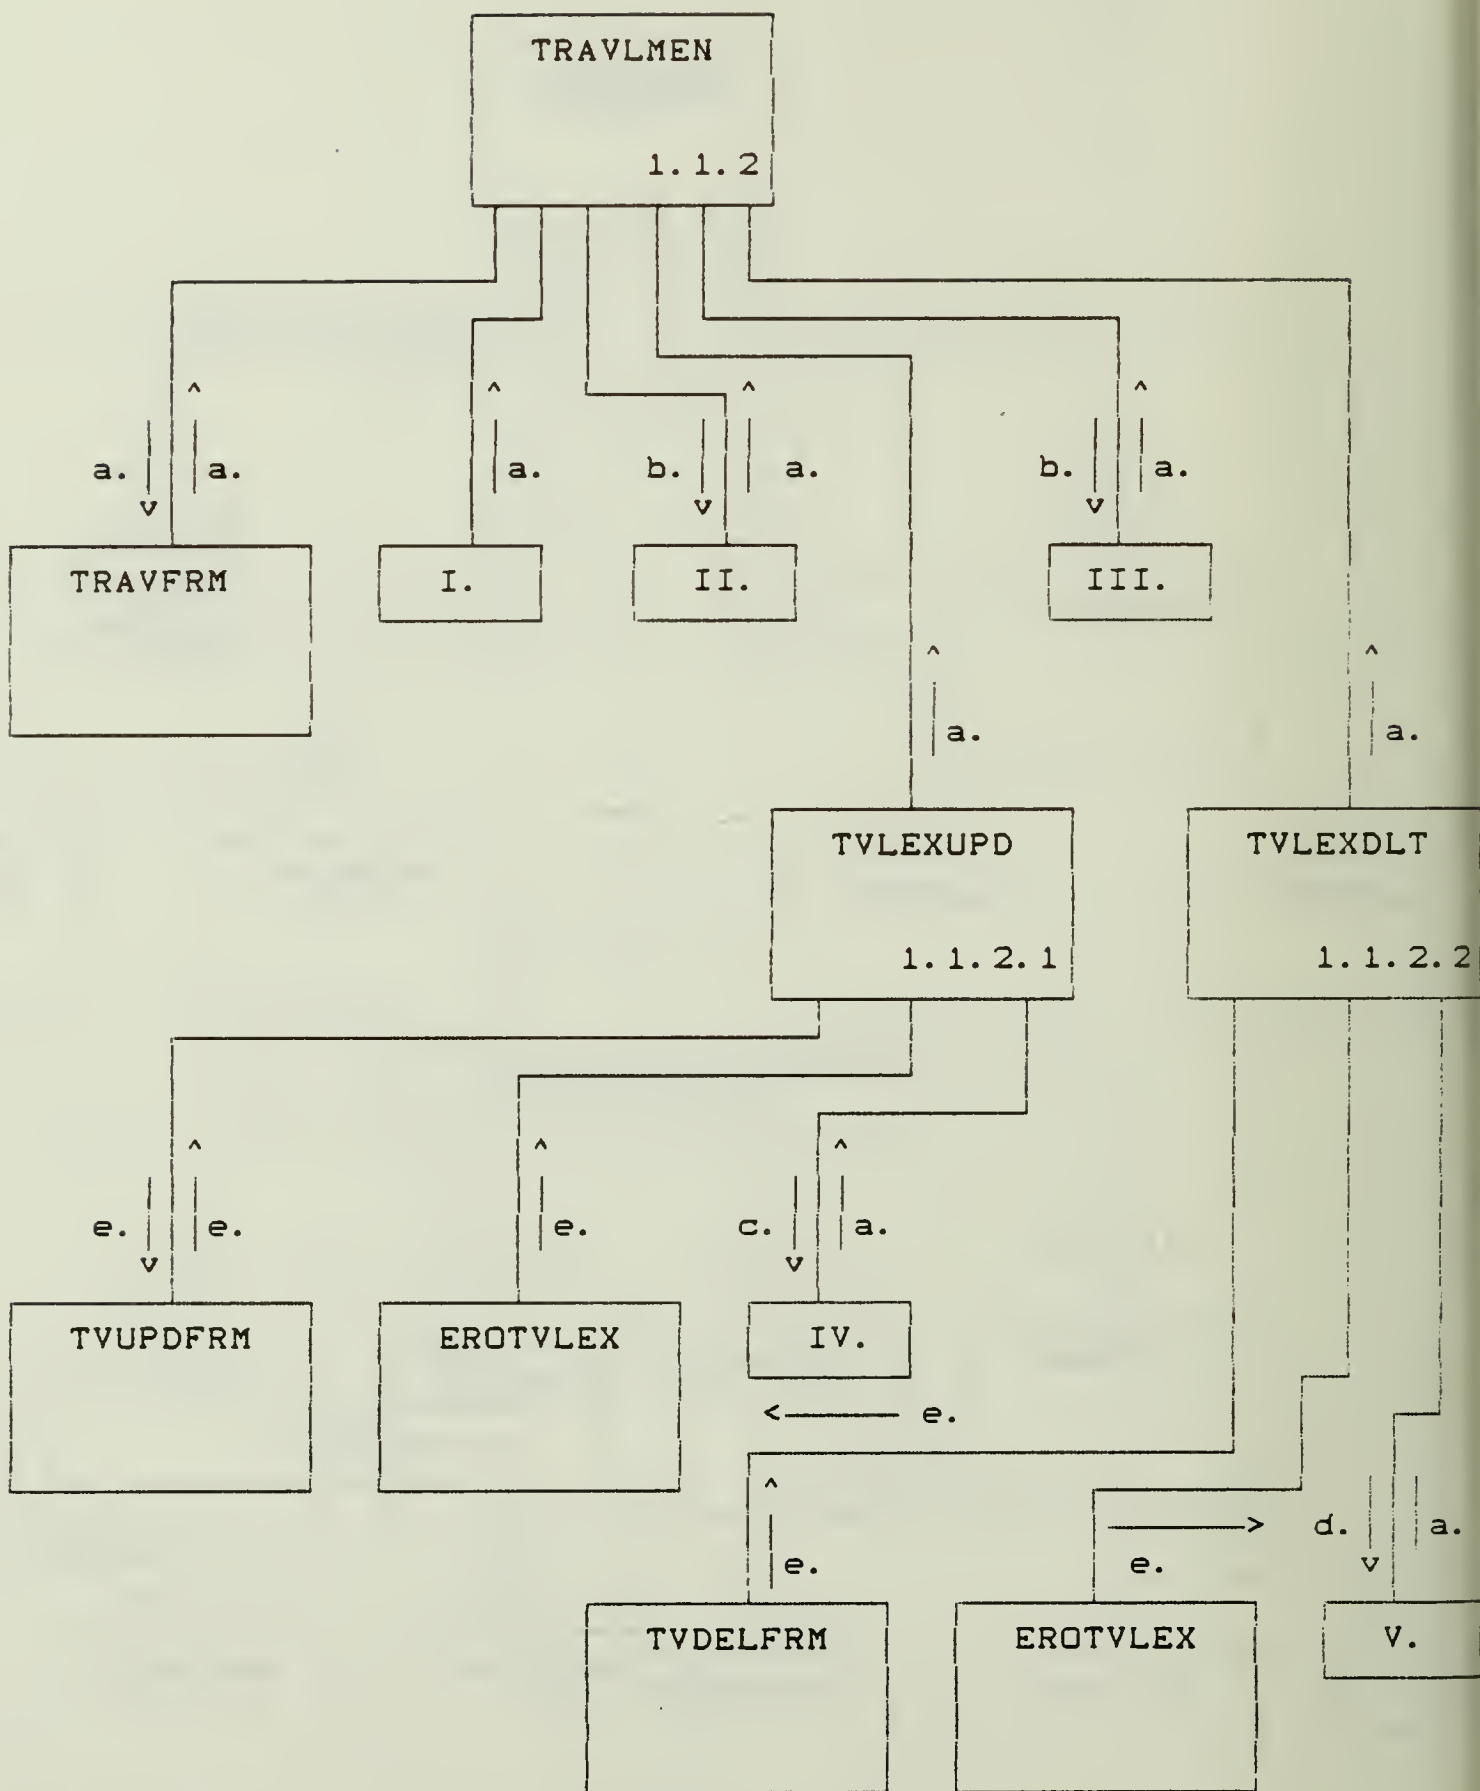 TRAVLMEN
1.1.2
a. a. a. b. a. b. a.
TRAVFRM I. II. III.
a. a.
TVLEXUPD TVLEXDLT
1.1.2.1 1.1.2.2
e. e. e. c. a.
TVUPDFRM EROTVLEX IV.
e.
d. a.
e. e.
TVDELFRM EROTVLEX V.